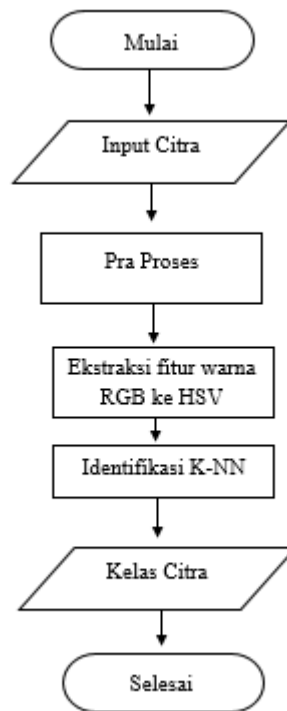 Mulai
Input Citra
Pra Proses
Ekstraksi fitur warna
RGB ke HSV
Identifikasi K-NN
Kelas Citra
Selesai